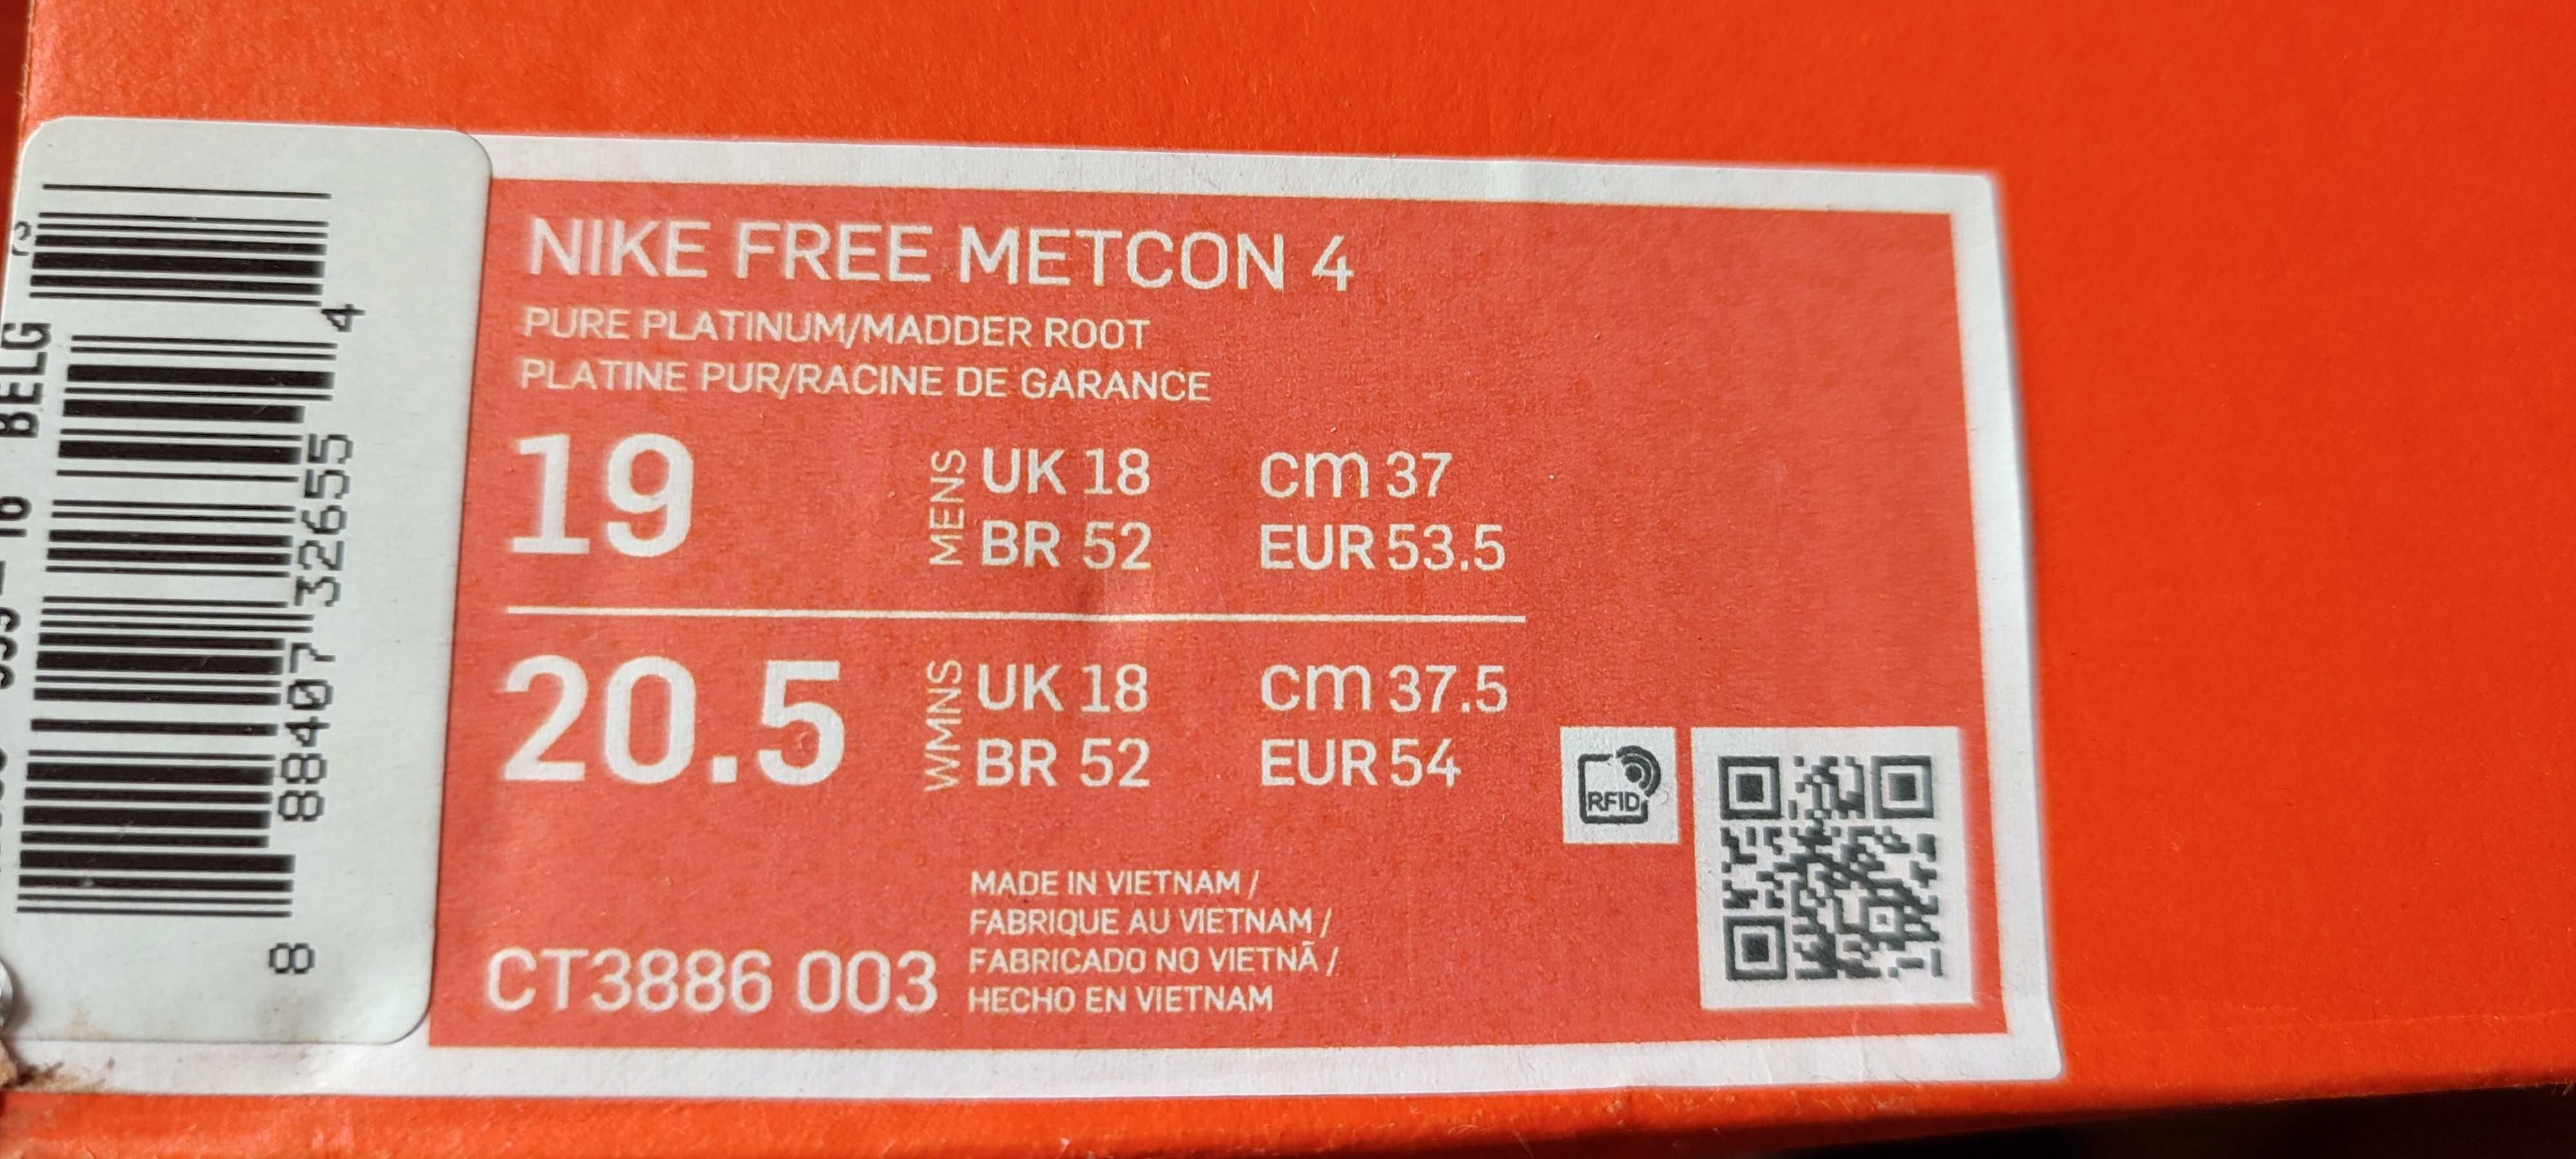 NIKE FREE METCON 4
PURE PLATINUM/MADDER ROOT
PLATINE PUR/RACINE DE GARANCE
19
MENS
UK 18
cm 37
BR 52
EUR 53.5
20.5
WMNS
UK 18
cm 37.5
BR 52
EUR 54
RFID
CT3886 003
MADE IN VIETNAM /
FABRIQUE AU VIETNAM /
FABRICADO NO VIETNÃ /
HECHO EN VIETNAM
8 88407 32655 4
BELG